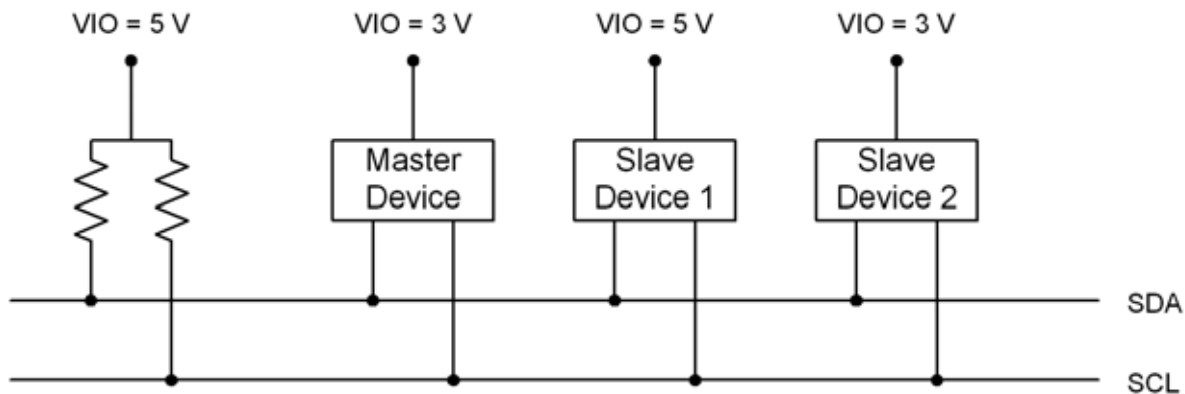 VIO = 5 V
VIO = 3 V
VIO = 5 V
VIO = 3 V
Master
Device
Slave
Device 1
Slave
Device 2
SDA
SCL